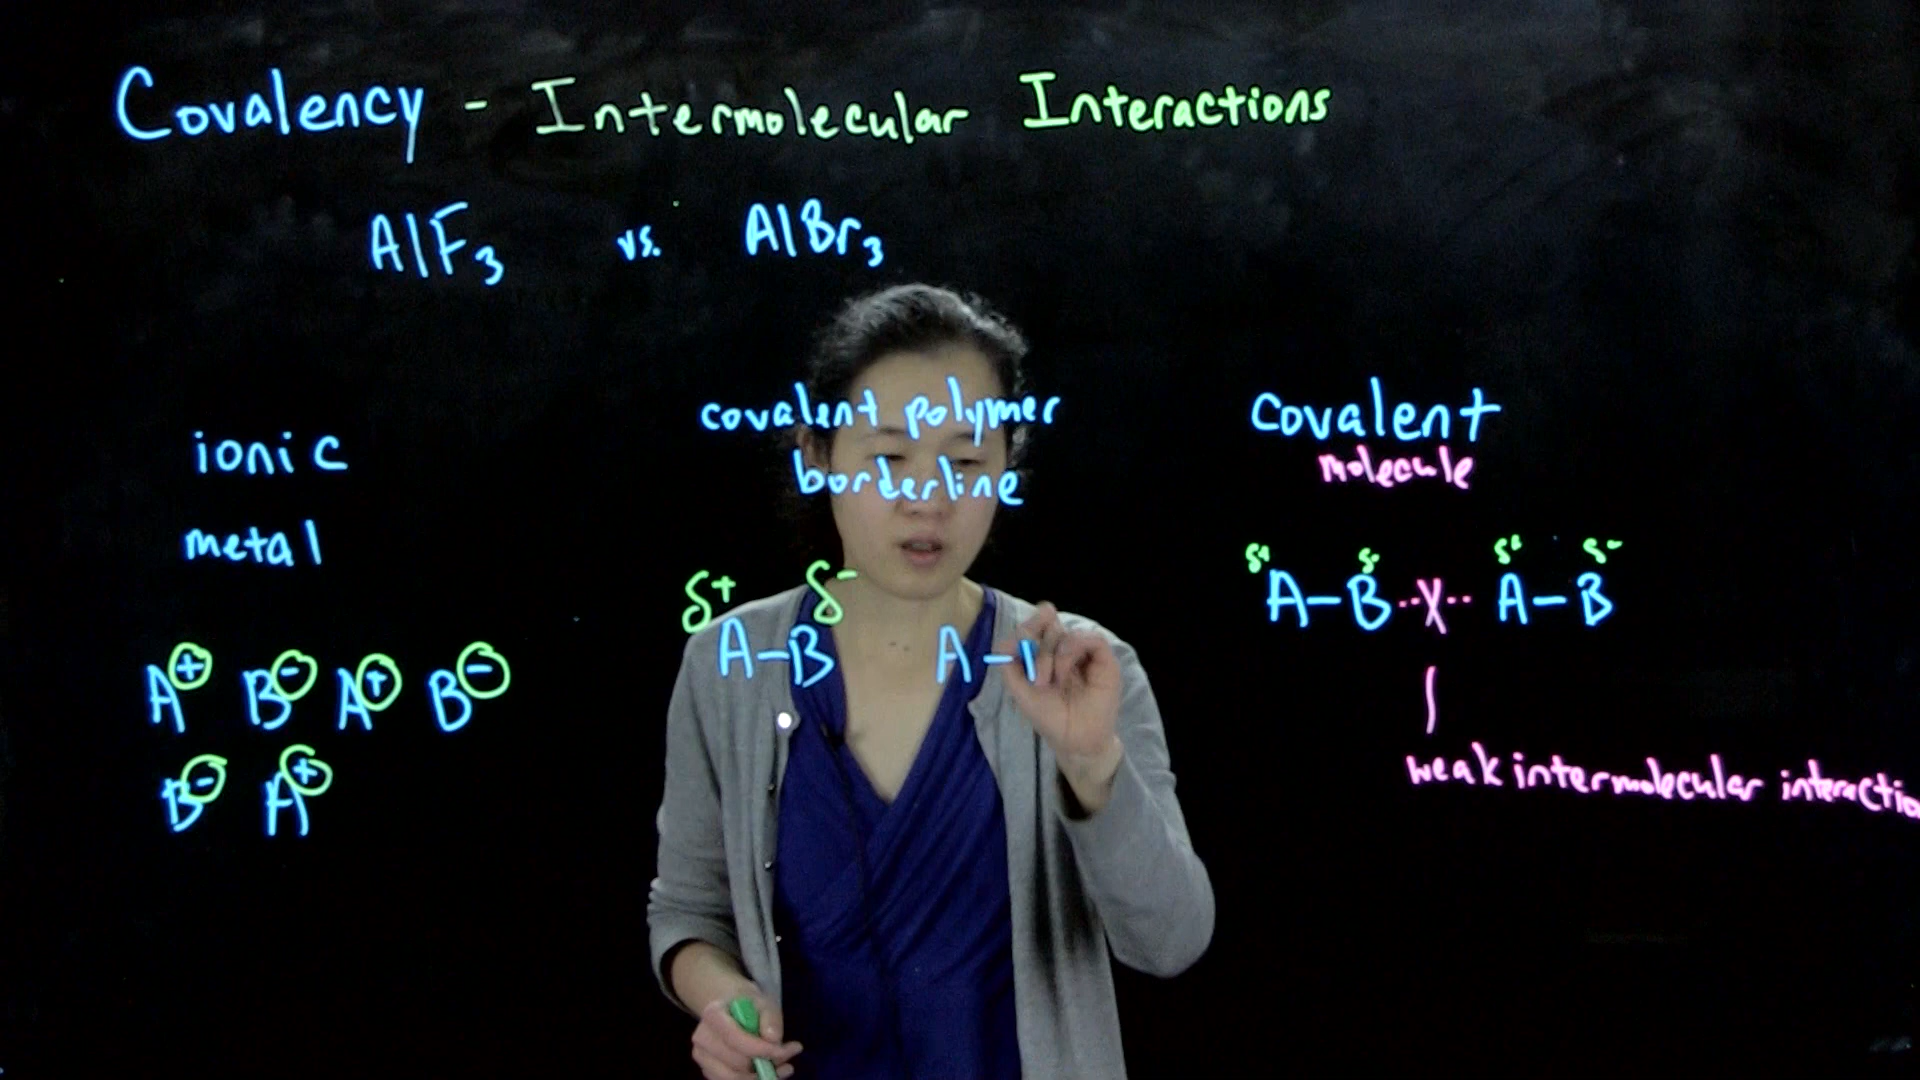 Covalency - Intermolecular Interactions
AlF3 vs. AlBr3
ionic
metal
A+ B- A+ B-
B- A+
covalent polymer
borderline
δ+ δ-
A-B A-
covalent
molecule
δ+ δ- δ+ δ-
A-B ··X·· A-B
weak intermolecular interactio